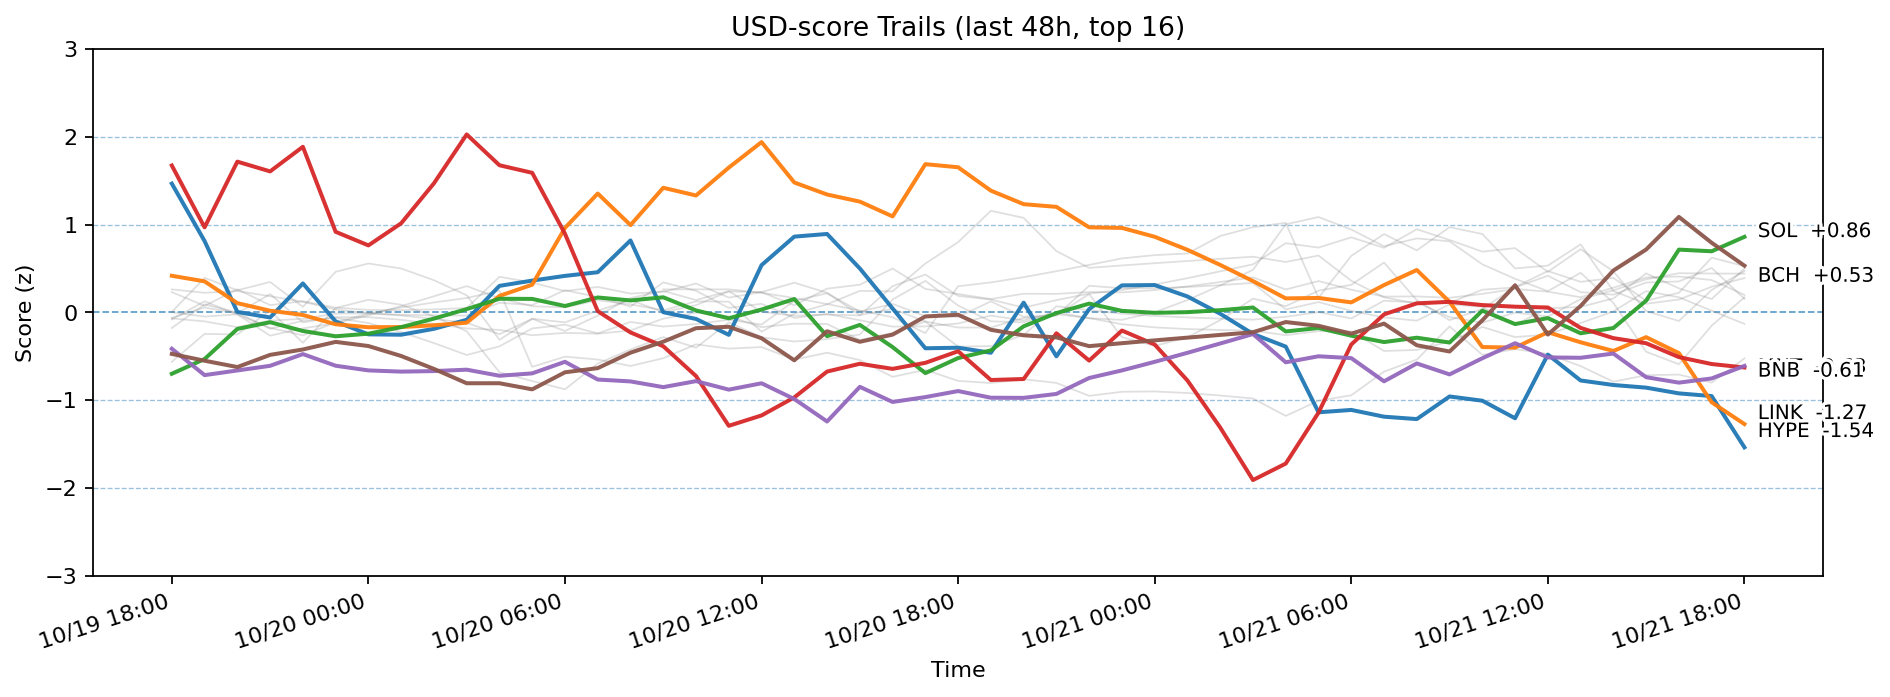 USD-score Trails (last 48h, top 16)
Score (z)
3
2
1
0
−1
−2
−3
SOL +0.86
BCH +0.53
BNB -0.61
LINK -1.27
HYPE -1.54
10/19 18:00
10/20 00:00
10/20 06:00
10/20 12:00
10/20 18:00
10/21 00:00
10/21 06:00
10/21 12:00
10/21 18:00
Time